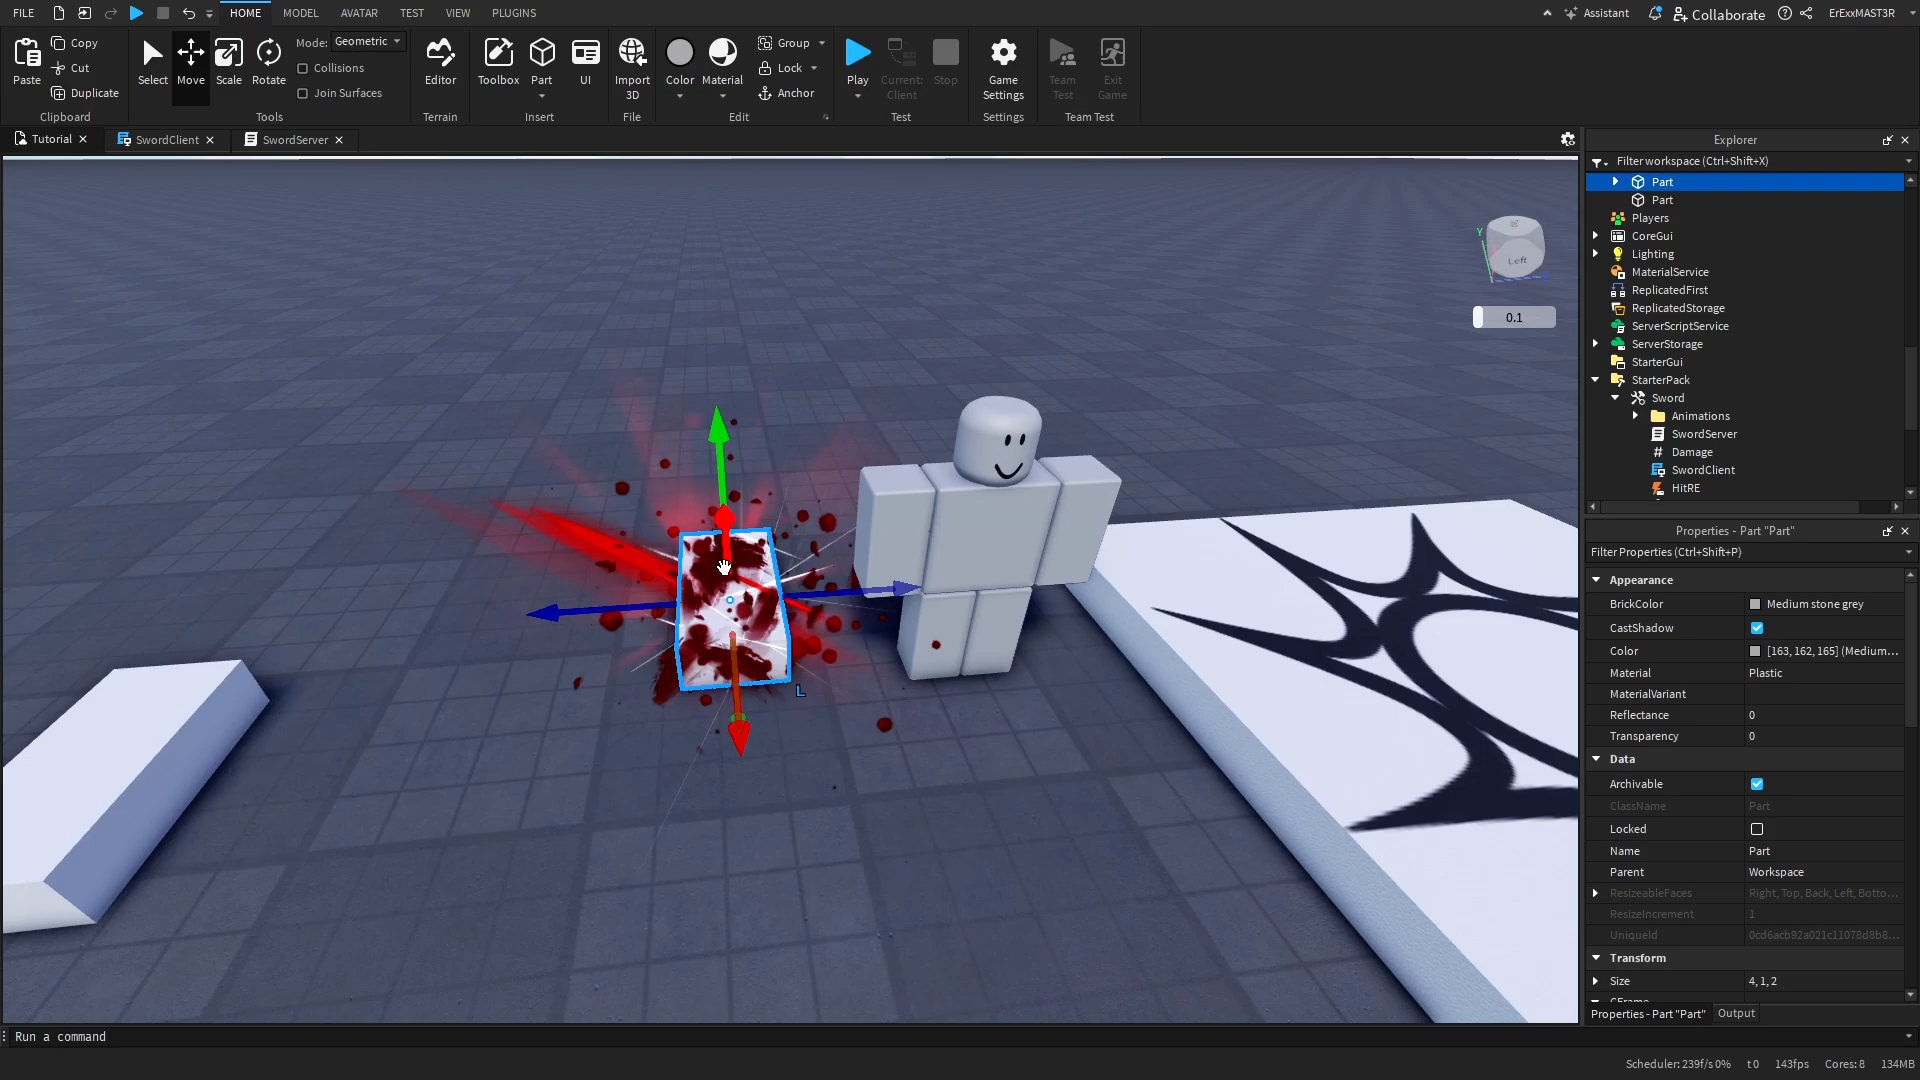 FILE HOME MODEL AVATAR TEST VIEW PLUGINS Assistant Collaborate ErExxMAST3R
Paste Copy Cut Duplicate
Clipboard
Select Move Scale Rotate
Mode: Geometric
Collisions
Join Surfaces
Tools
Editor
Terrain
Toolbox Part UI
Insert
Import 3D
File
Color Material Group Lock Anchor
Edit
Play Current: Client Stop
Test
Game Settings
Settings
Team Test Exit Game
Team Test
Tutorial SwordClient SwordServer
Y
Left
0.1
L
Explorer
Filter workspace (Ctrl+Shift+X)
Part
Part
Players
CoreGui
Lighting
MaterialService
ReplicatedFirst
ReplicatedStorage
ServerScriptService
ServerStorage
StarterGui
StarterPack
Sword
Animations
SwordServer
Damage
SwordClient
HitRE
Properties - Part "Part"
Filter Properties (Ctrl+Shift+P)
Appearance
BrickColor Medium stone grey
CastShadow
Color [163, 162, 165] (Medium...
Material Plastic
MaterialVariant
Reflectance 0
Transparency 0
Data
Archivable
ClassName Part
Locked
Name Part
Parent Workspace
ResizeableFaces Right, Top, Back, Left, Botto...
ResizeIncrement 1
UniqueId 0cd6acb92a021c11078d8b8...
Transform
Size 4, 1, 2
CFrame
Properties - Part "Part" Output
Run a command
Scheduler: 239f/s 0% t 0 143fps Cores: 8 134MB